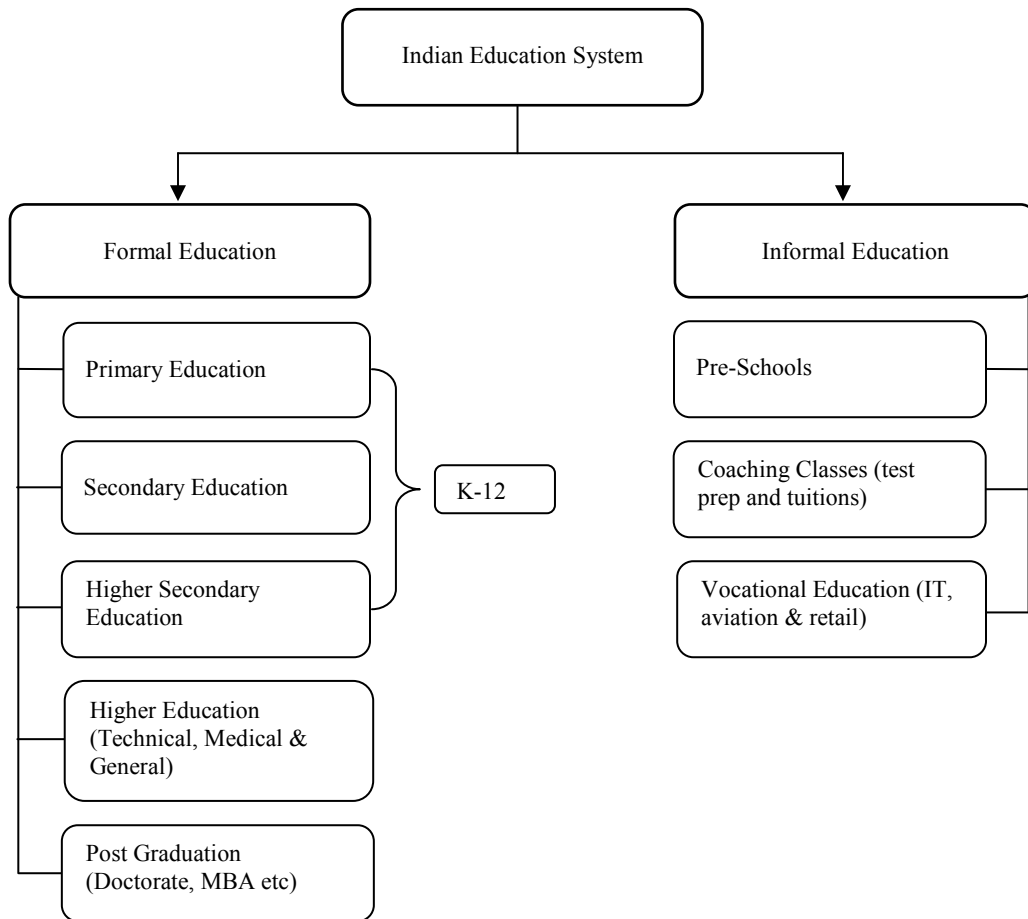 Indian Education System
Formal Education
Informal Education
Primary Education
Secondary Education
Higher Secondary
Education
K-12
Higher Education
(Technical, Medical &
General)
Post Graduation
(Doctorate, MBA etc)
Pre-Schools
Coaching Classes (test
prep and tuitions)
Vocational Education (IT,
aviation & retail)